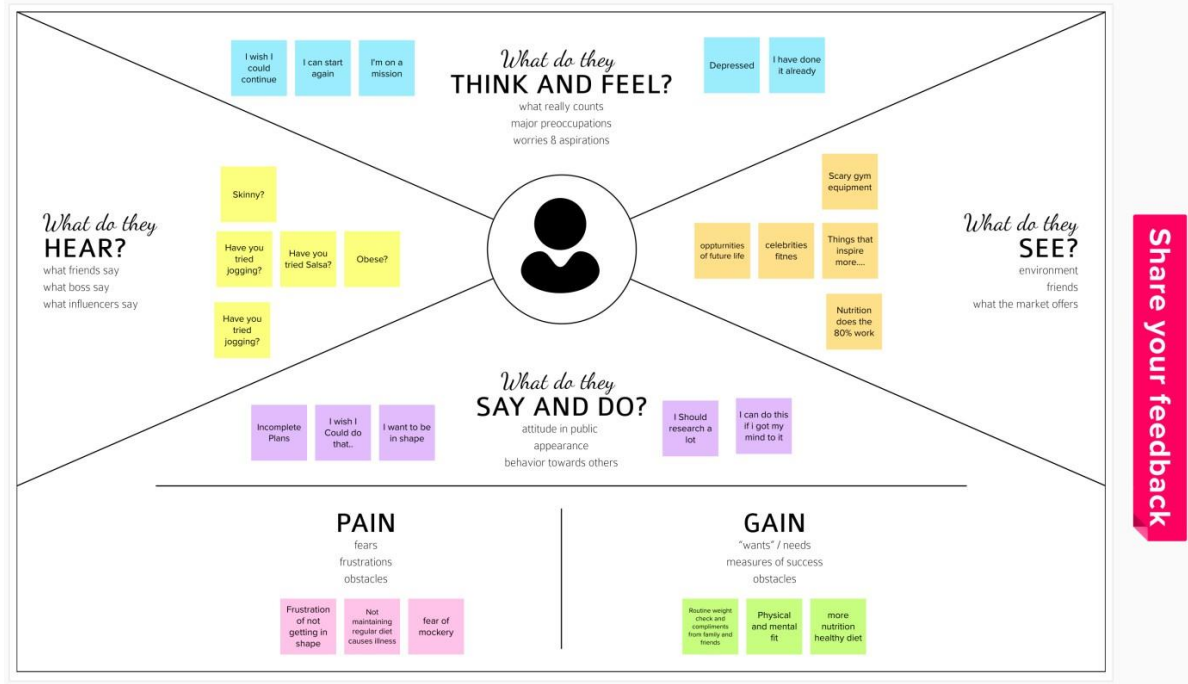 What do they
THINK AND FEEL?
what really counts
major preoccupations
worries & aspirations
I wish I
could
continue
I can start
again
I'm on a
mission
Depressed
I have done
it already
What do they
HEAR?
what friends say
what boss say
what influencers say
Skinny?
Have you
tried
jogging?
Have you
tried Salsa?
Obese?
Have you
tried
jogging?
What do they
SEE?
environment
friends
what the market offers
Scary gym
equipment
oppturnities
of future life
celebrities
fitnes
Things that
inspire
more....
Nutrition
does the
80% work
What do they
SAY AND DO?
attitude in public
appearance
behavior towards others
Incomplete
Plans
I wish I
Could do
that..
I want to be
in shape
I Should
research a
lot
I can do this
if i got my
mind to it
PAIN
fears
frustrations
obstacles
Frustration
of not
getting in
shape
Not
maintaining
regular diet
causes illness
fear of
mockery
GAIN
"wants" / needs
measures of success
obstacles
Routine weight
check and
compliments
from family and
friends
Physical
and mental
fit
more
nutrition
healthy diet
Share your feedback